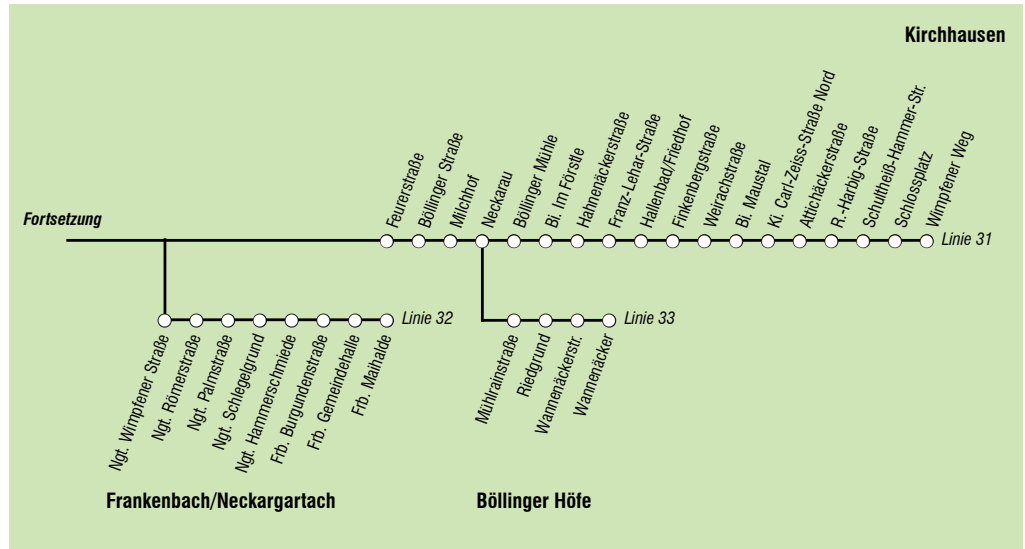 Kirchhausen
Fortsetzung
Feurerstraße
Böllinger Straße
Milchhof
Neckarau
Böllinger Mühle
Bi. Im Förstle
Hahnenäckerstraße
Franz-Lehar-Straße
Hallenbad/Friedhof
Finkenbergstraße
Weirachstraße
Bi. Maustal
Ki. Carl-Zeiss-Straße Nord
Attichäckerstraße
R.-Harbig-Straße
Schultheiß-Hammer-Str.
Schlossplatz
Wimpfener Weg
Linie 31
Linie 32
Linie 33
Ngt. Wimpfener Straße
Ngt. Römerstraße
Ngt. Palmstraße
Ngt. Schlegelgrund
Ngt. Hammerschmiede
Frb. Burgundenstraße
Frb. Gemeindehalle
Frb. Maihalde
Mühlrainstraße
Riedgrund
Wannenäckerstr.
Wannenäcker
Frankenbach/Neckargartach
Böllinger Höfe